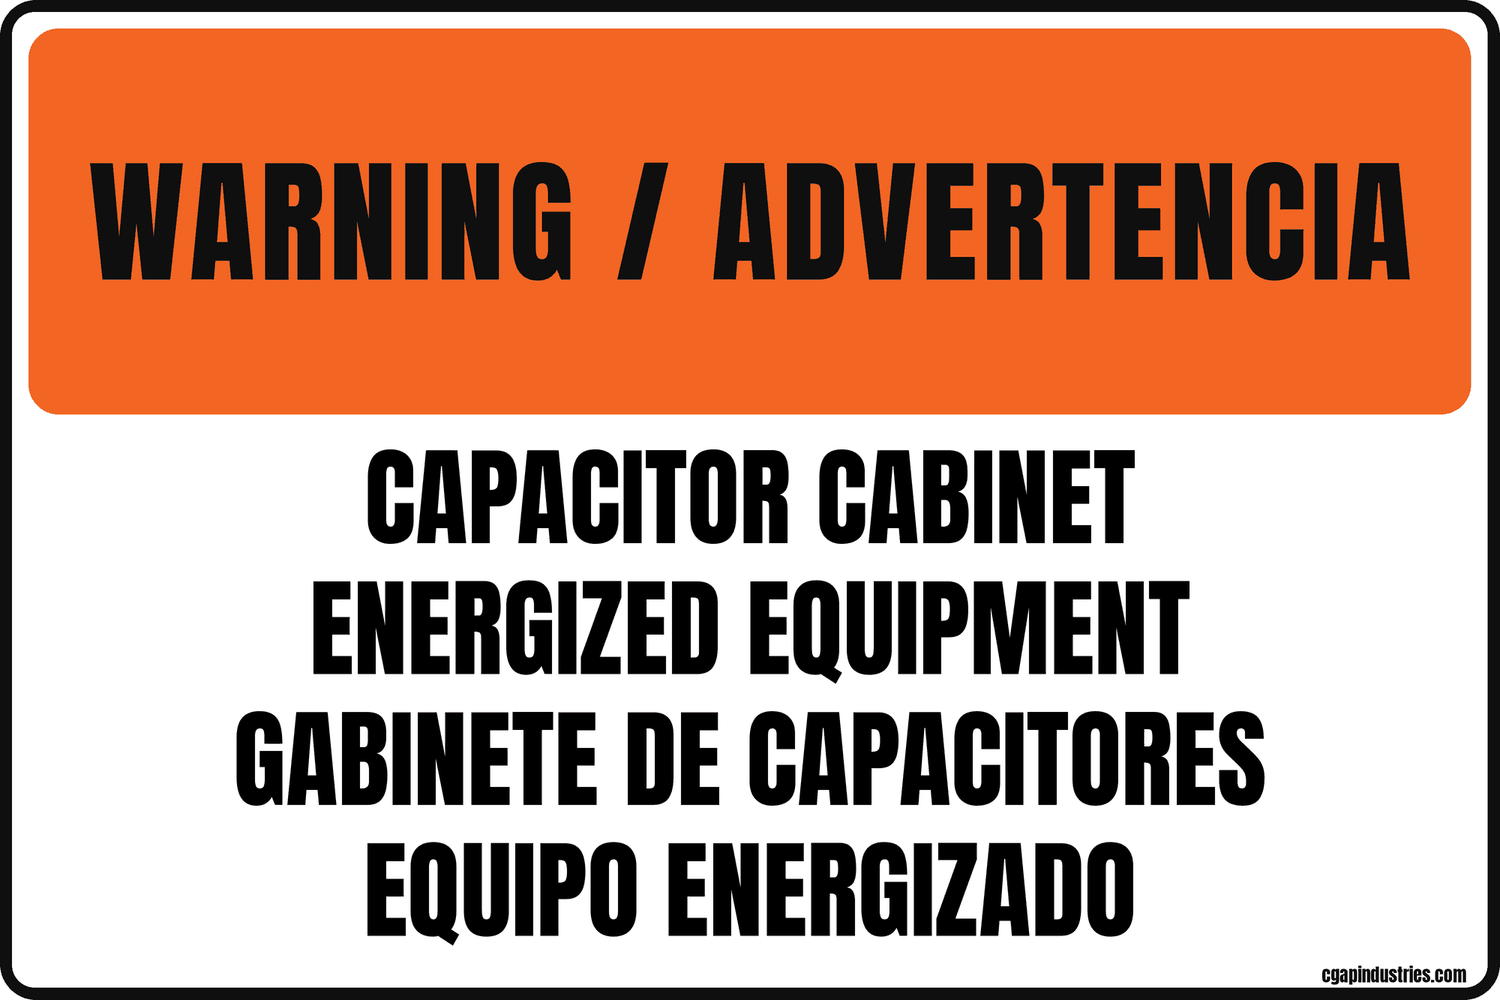 WARNING / ADVERTENCIA
CAPACITOR CABINET
ENERGIZED EQUIPMENT
GABINETE DE CAPACITORES
EQUIPO ENERGIZADO
cgapindustries.com